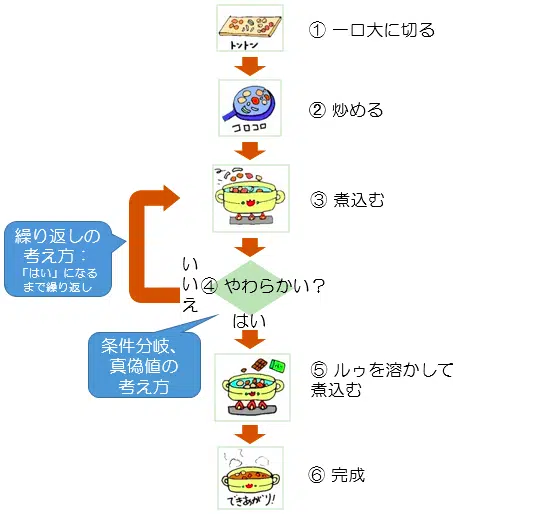 ① 一口大に切る
トントン
② 炒める
コロコロ
③ 煮込む
繰り返しの
考え方：
「はい」になる
まで繰り返し
いいえ
④ やわらかい？
はい
条件分岐、
真偽値の
考え方
⑤ ルゥを溶かして
煮込む
⑥ 完成
できあがり！